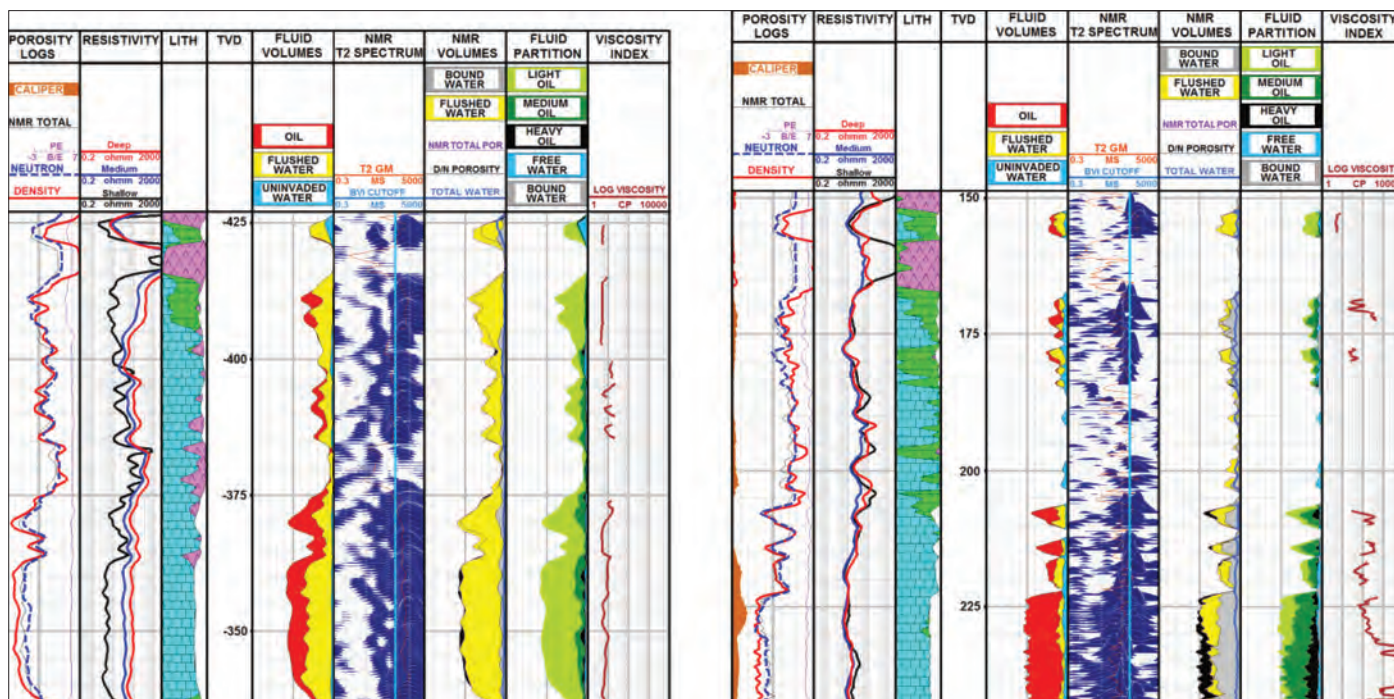 POROSITY LOGS
RESISTIVITY
LITH
TVD
FLUID VOLUMES
NMR T2 SPECTRUM
NMR VOLUMES
FLUID PARTITION
VISCOSITY INDEX
CALIPER
NMR TOTAL
PE
-3 B/E 7
NEUTRON
DENSITY
Deep
0.2 ohmm 2000
Medium
0.2 ohmm 2000
Shallow
0.2 ohmm 2000
OIL
FLUSHED WATER
UNINVADED WATER
T2 GM
0.3 MS 5000
BVI CUTOFF
0.3 MS 5000
BOUND WATER
FLUSHED WATER
NMR TOTAL POR
D/N POROSITY
TOTAL WATER
LIGHT OIL
MEDIUM OIL
HEAVY OIL
FREE WATER
BOUND WATER
LOG VISCOSITY
1 CP 10000
-425
-400
-375
-350
POROSITY LOGS
RESISTIVITY
LITH
TVD
FLUID VOLUMES
NMR T2 SPECTRUM
NMR VOLUMES
FLUID PARTITION
VISCOSITY INDEX
CALIPER
NMR TOTAL
PE
-3 B/E 7
NEUTRON
DENSITY
Deep
0.2 ohmm 2000
Medium
0.2 ohmm 2000
Shallow
0.2 ohmm 2000
OIL
FLUSHED WATER
UNINVADED WATER
T2 GM
0.3 MS 5000
BVI CUTOFF
0.3 MS 5000
BOUND WATER
FLUSHED WATER
NMR TOTAL POR
D/N POROSITY
TOTAL WATER
LIGHT OIL
MEDIUM OIL
HEAVY OIL
FREE WATER
BOUND WATER
LOG VISCOSITY
1 CP 1000
150
175
200
225